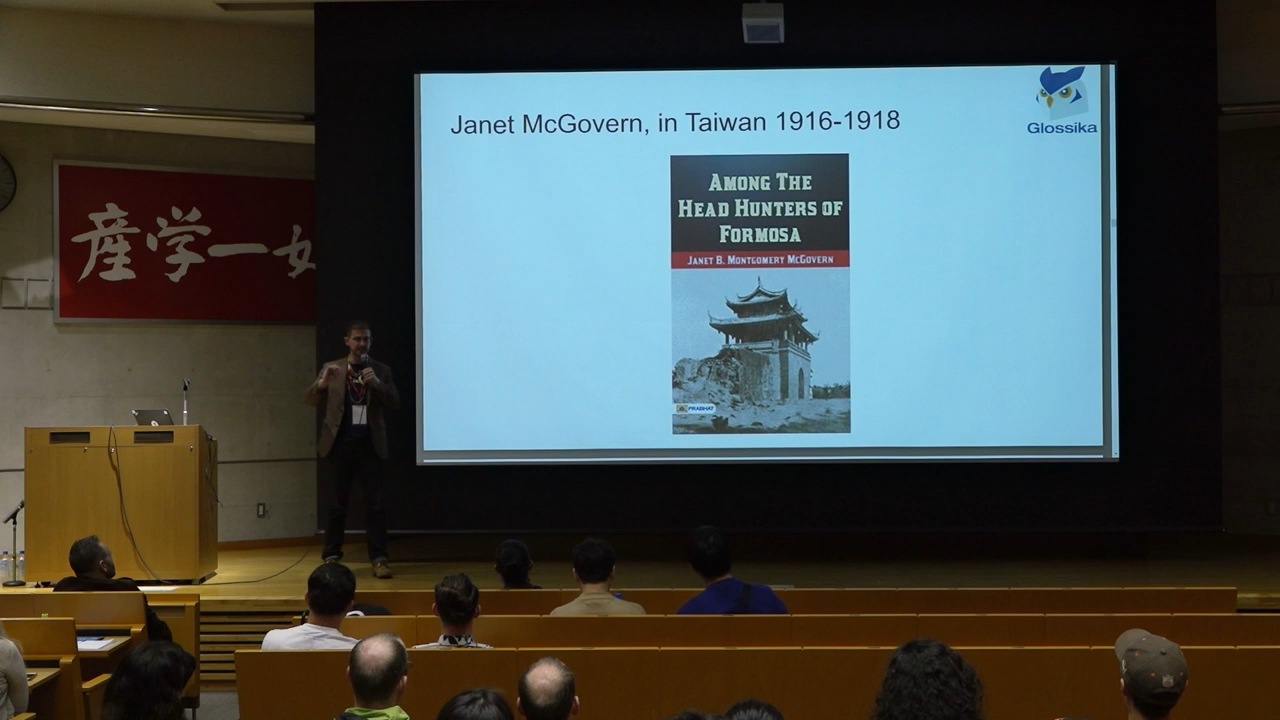 Janet McGovern, in Taiwan 1916-1918
Glossika
AMONG THE
HEAD HUNTERS OF
FORMOSA
JANET B. MONTGOMERY MCGOVERN
PRABHAT
産学一